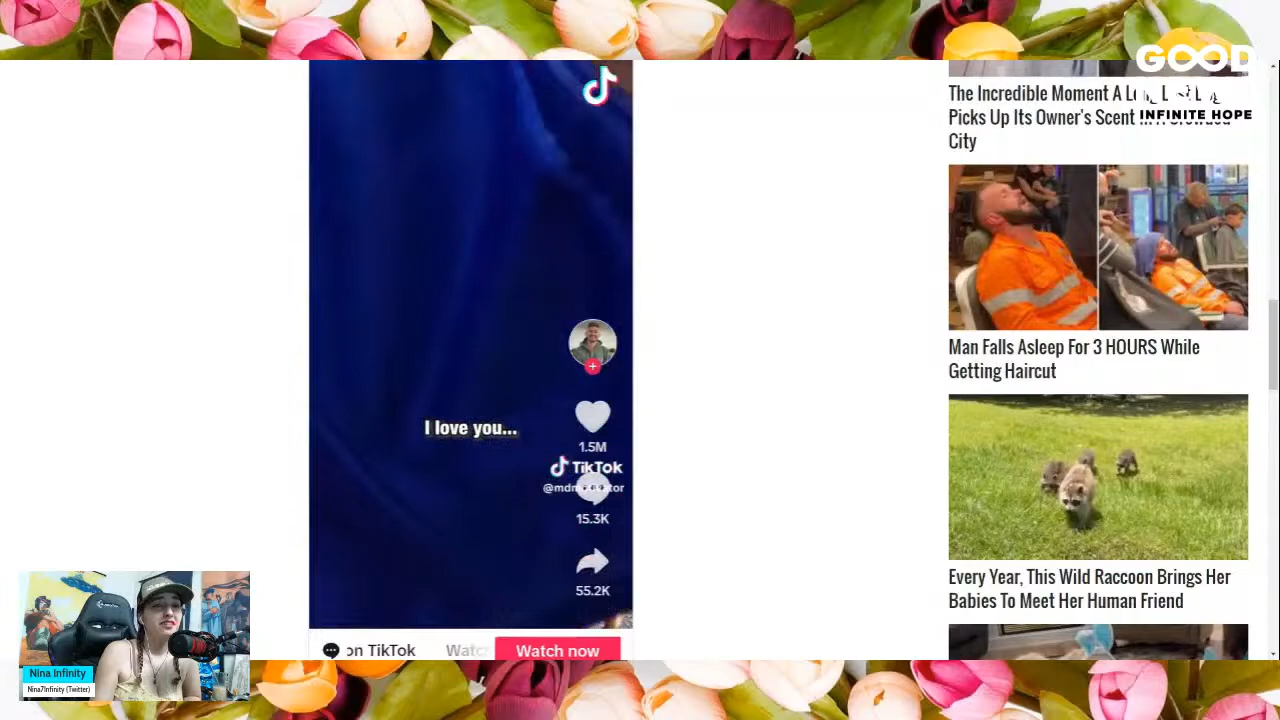 GOOD
INFINITE HOPE
The Incredible Moment A
Picks Up Its Owner's Scent
City
Man Falls Asleep For 3 HOURS While
Getting Haircut
Every Year, This Wild Raccoon Brings Her
Babies To Meet Her Human Friend
I love you...
1.5M
TikTok
15.3K
55.2K
on TikTok
Watch now
Nina Infinity
Nina7Infinity (Twitter)